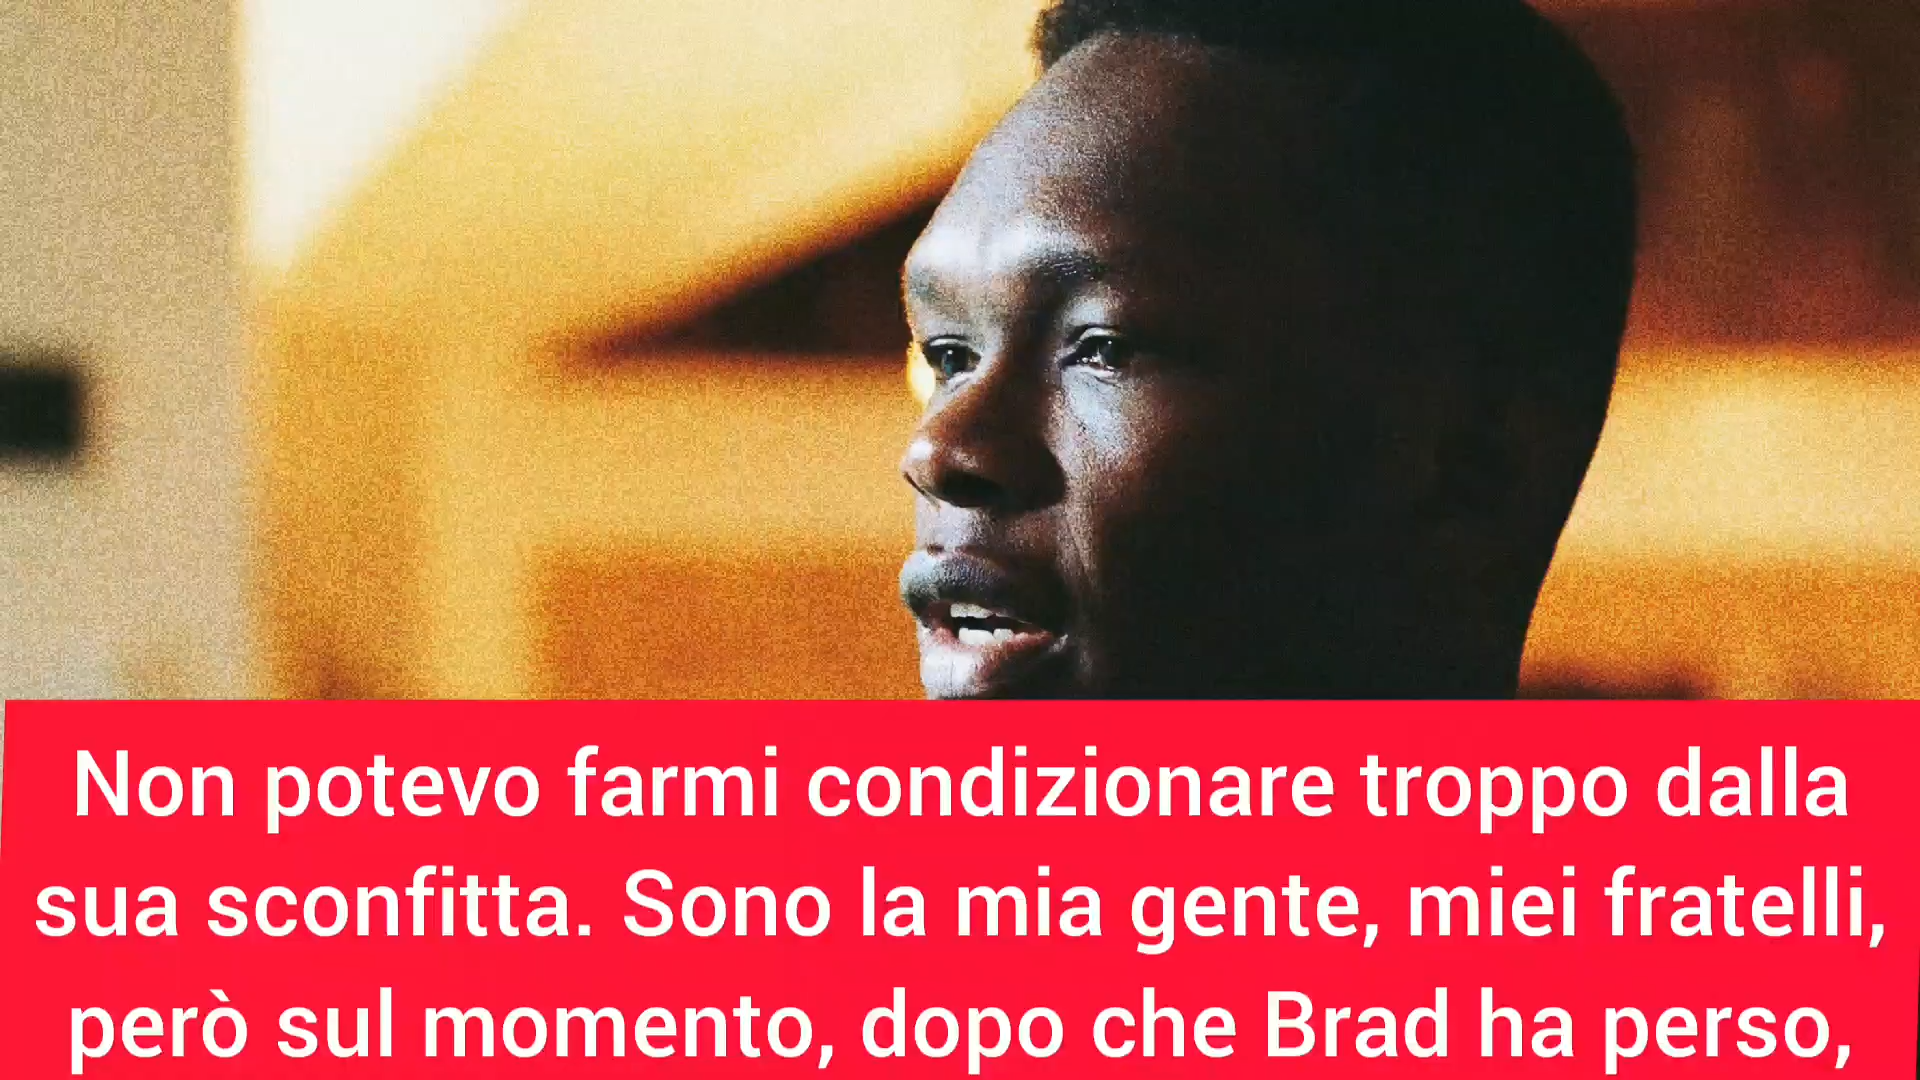 Non potevo farmi condizionare troppo dalla
sua sconfitta. Sono la mia gente, miei fratelli,
però sul momento, dopo che Brad ha perso,